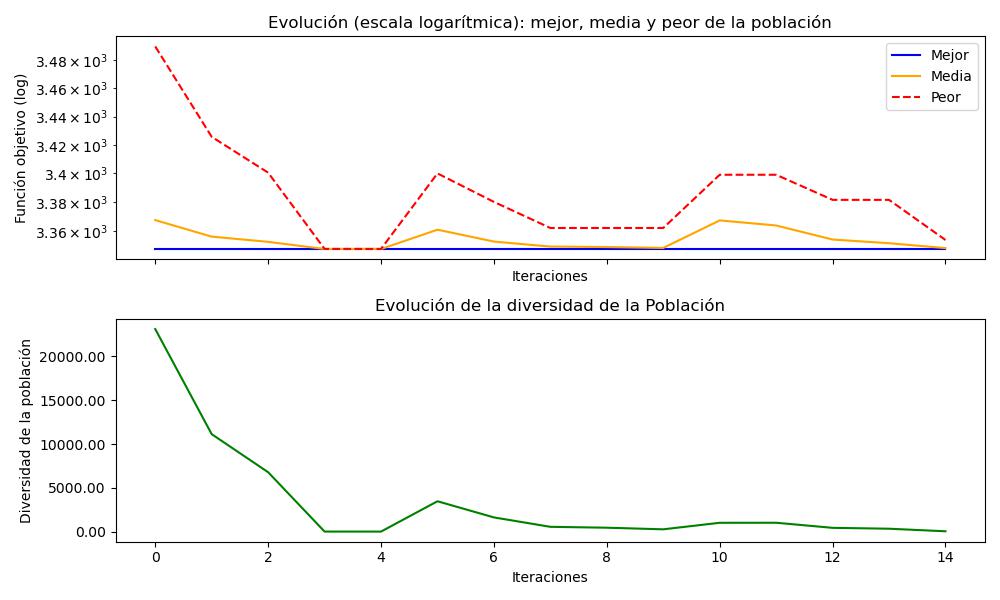 Evolución (escala logarítmica): mejor, media y peor de la población
Función objetivo (log)
3.48 × 10³
3.46 × 10³
3.44 × 10³
3.42 × 10³
3.4 × 10³
3.38 × 10³
3.36 × 10³
Mejor
Media
Peor
Iteraciones
Evolución de la diversidad de la Población
Diversidad de la población
20000.00
15000.00
10000.00
5000.00
0.00
0 2 4 6 8 10 12 14
Iteraciones